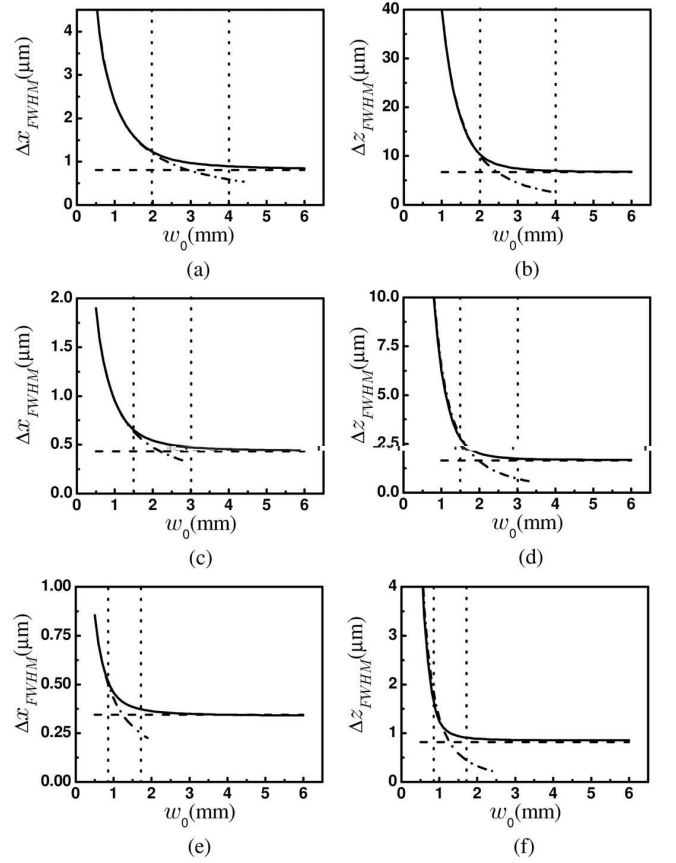 Δx_FWHM(μm)
4
3
2
1
0
0 1 2 3 4 5 6
w_0(mm)
(a)
Δz_FWHM(μm)
40
30
20
10
0
0 1 2 3 4 5 6
w_0(mm)
(b)
Δx_FWHM(μm)
2.0
1.5
1.0
0.5
0.0
0 1 2 3 4 5 6
w_0(mm)
(c)
Δz_FWHM(μm)
10.0
7.5
5.0
2.5
0.0
0 1 2 3 4 5 6
w_0(mm)
(d)
Δx_FWHM(μm)
1.00
0.75
0.50
0.25
0.00
0 1 2 3 4 5 6
w_0(mm)
(e)
Δz_FWHM(μm)
4
3
2
1
0
0 1 2 3 4 5 6
w_0(mm)
(f)